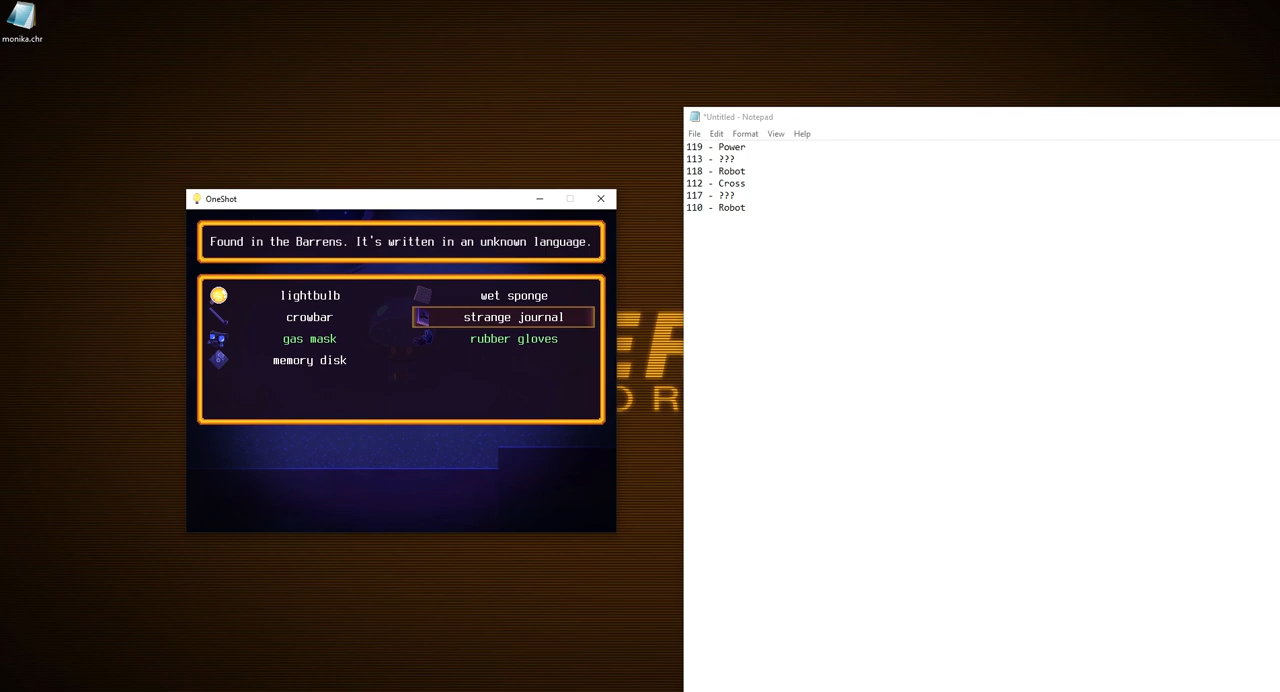 monika.chr
OneShot
Found in the Barrens. It's written in an unknown language.
lightbulb
wet sponge
crowbar
strange journal
gas mask
rubber gloves
memory disk
*Untitled - Notepad
File Edit Format View Help
119 - Power
113 - ???
118 - Robot
112 - Cross
117 - ???
110 - Robot